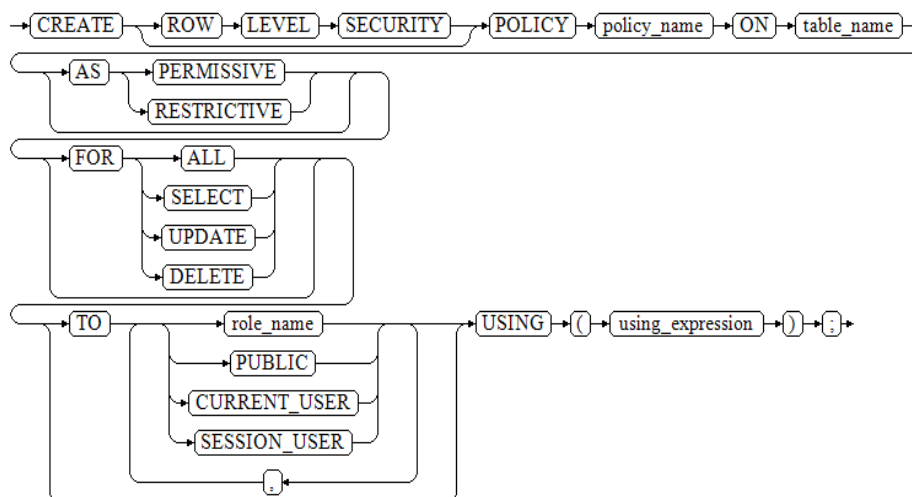 CREATE ROW LEVEL SECURITY POLICY policy_name ON table_name
AS PERMISSIVE
RESTRICTIVE
FOR ALL
SELECT
UPDATE
DELETE
TO role_name USING ( using_expression ) ;
PUBLIC
CURRENT_USER
SESSION_USER
,